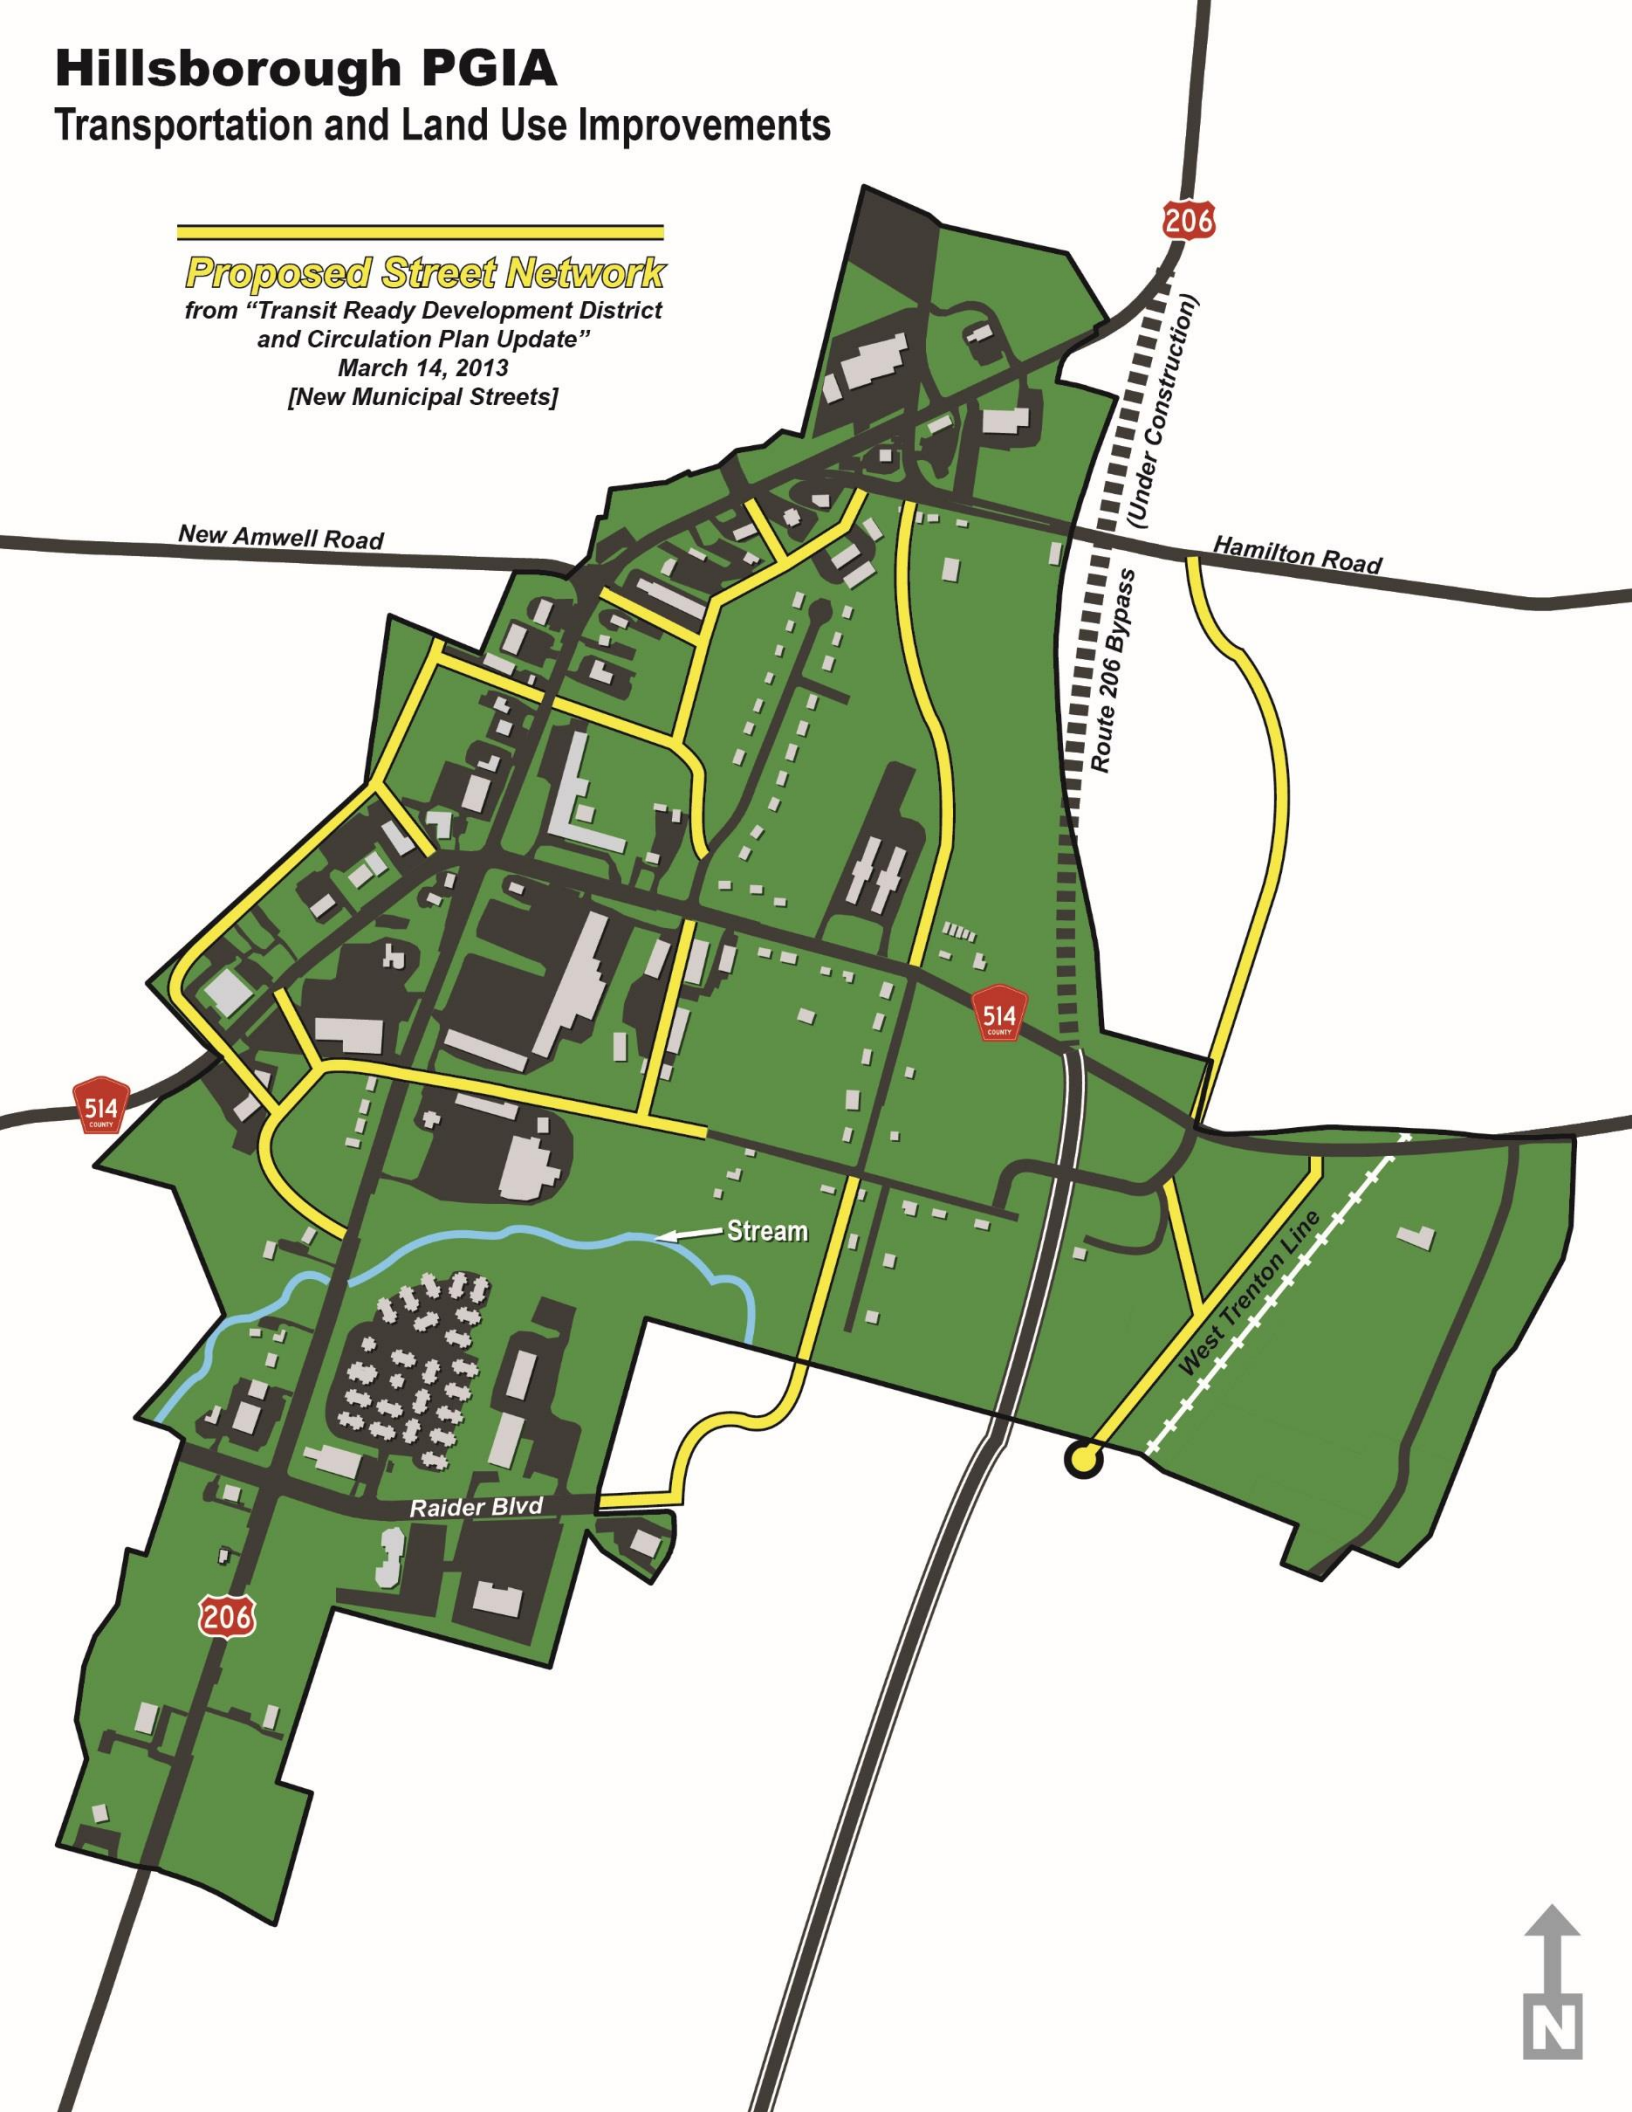 Hillsborough PGIA
Transportation and Land Use Improvements
Proposed Street Network
from “Transit Ready Development District
and Circulation Plan Update”
March 14, 2013
[New Municipal Streets]
206
(Under Construction)
New Amwell Road
Hamilton Road
Route 206 Bypass
514
COUNTY
514
COUNTY
Stream
West Trenton Line
Raider Blvd
206
N